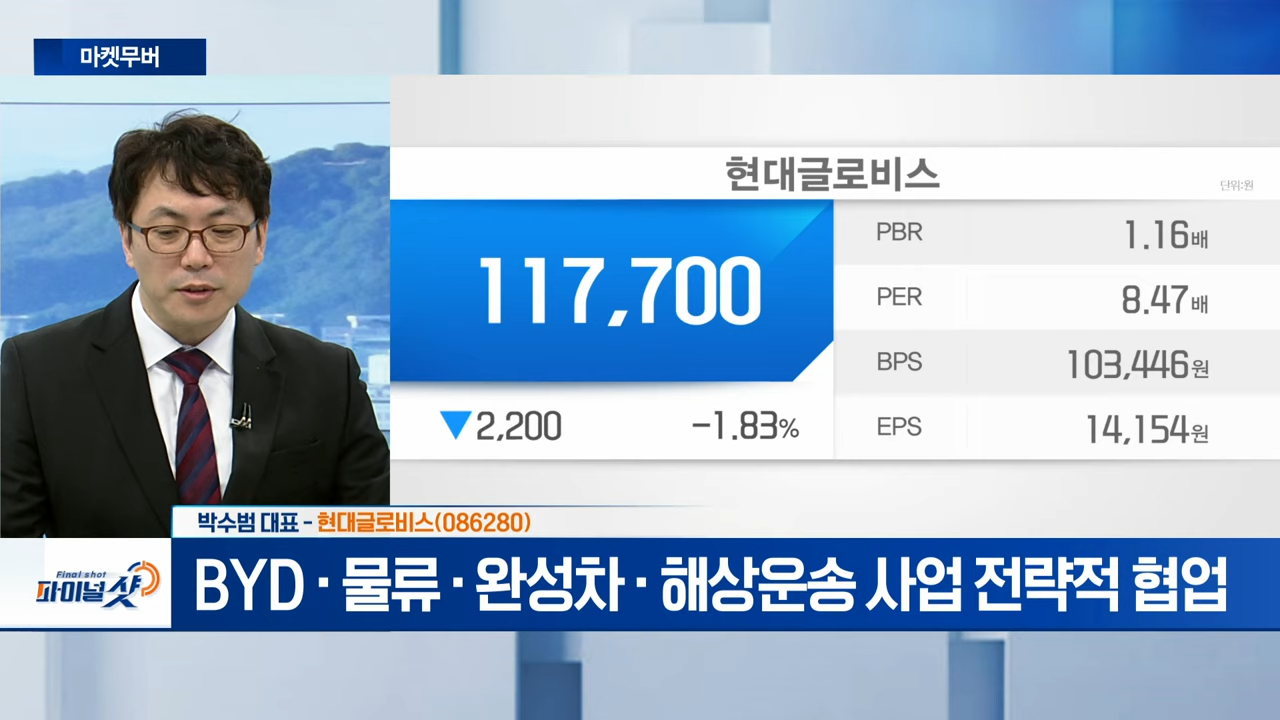 마켓무버
현대글로비스
단위:원
117,700
▼2,200 -1.83%
PBR 1.16배
PER 8.47배
BPS 103,446원
EPS 14,154원
박수범 대표 - 현대글로비스(086280)
Final shot
파이널샷
BYD · 물류 · 완성차 · 해상운송 사업 전략적 협업